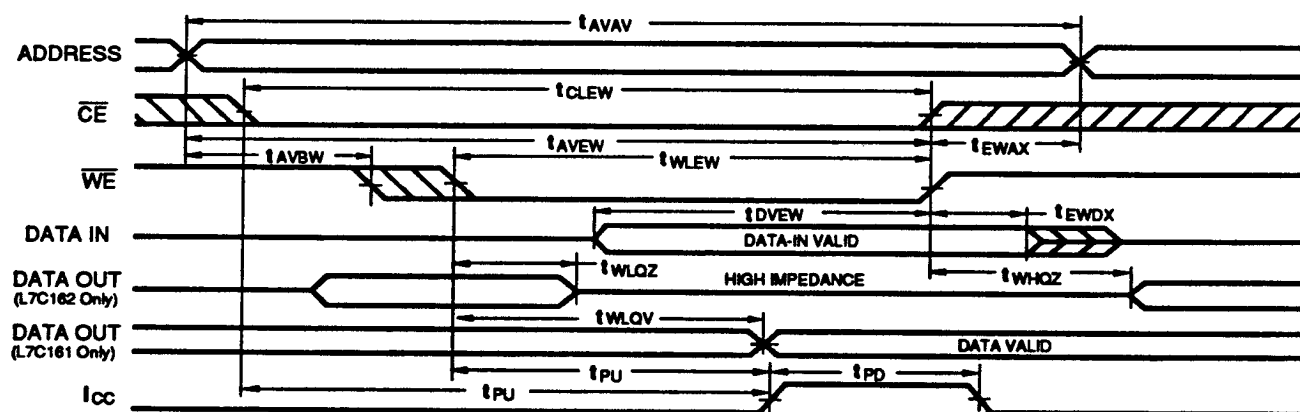 tAVAV
ADDRESS
tCLEW
CE
tAVEW
tEWAX
tAVBW
tWLEW
WE
tDVEW
tEWDX
DATA IN
DATA-IN VALID
tWLQZ
DATA OUT
(L7C162 Only)
HIGH IMPEDANCE
tWHQZ
tWLQV
DATA OUT
(L7C161 Only)
DATA VALID
tPU
tPD
tPU
ICC